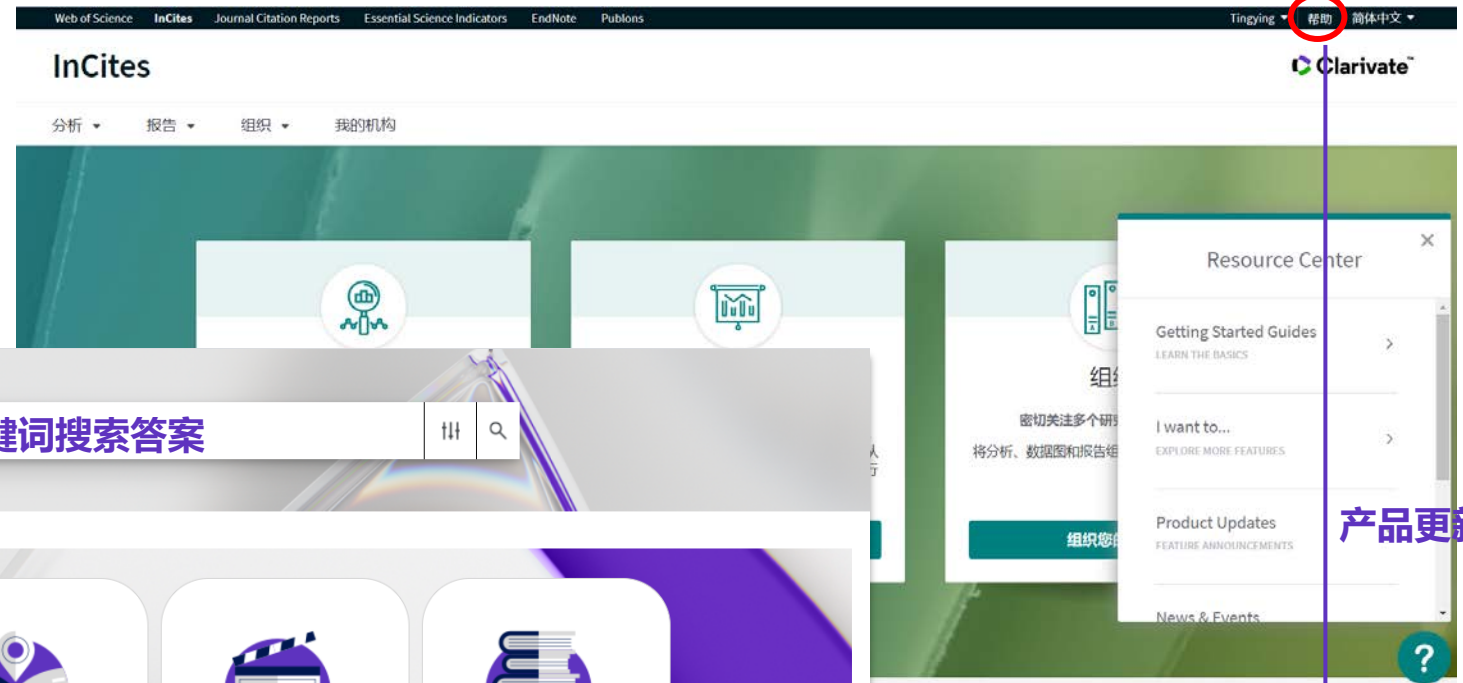 Web of Science InCites Journal Citation Reports Essential Science Indicators EndNote Publons Tingying 帮助 简体中文
InCites
Clarivate™
分析 报告 组织 我的机构
Resource Center
Getting Started Guides
LEARN THE BASICS
I want to...
EXPLORE MORE FEATURES
Product Updates
FEATURE ANNOUNCEMENTS
News & Events
?
密切关注多个研
将分析、数据图和报告组
组织您的
键词搜索答案
产品更新